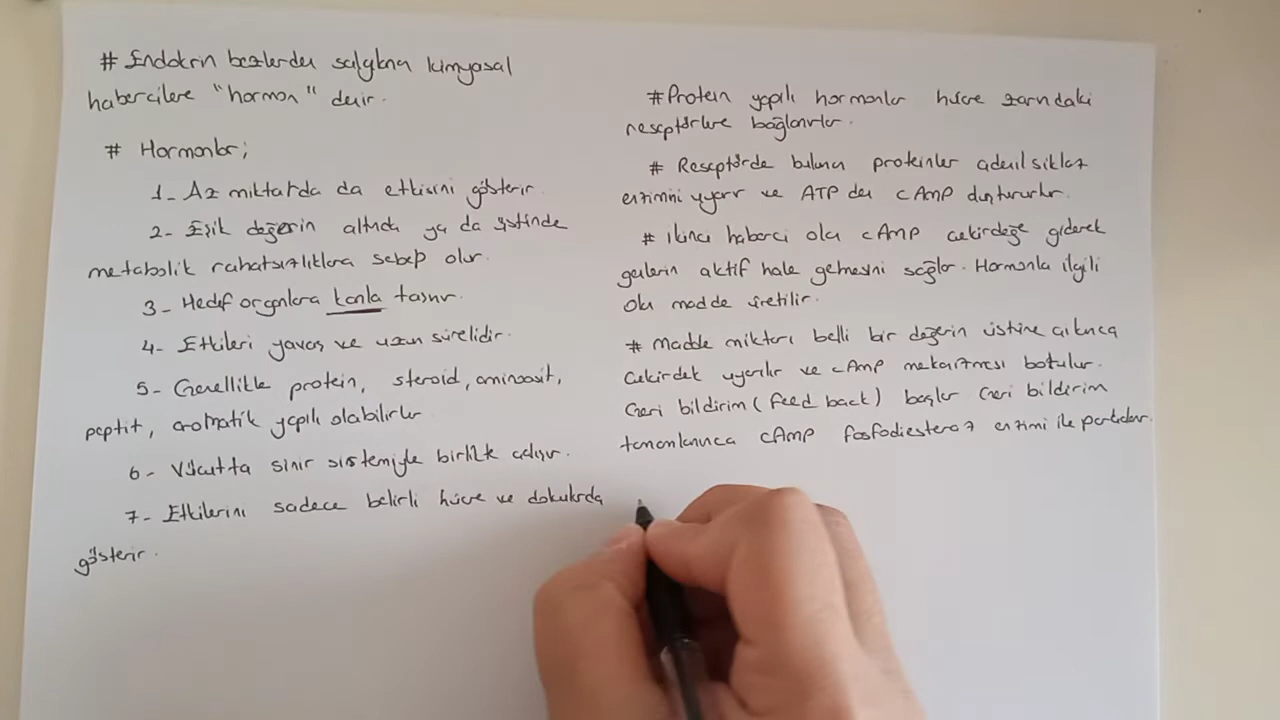 # Endokrin bezlerden salgılanan kimyasal
habercilere "hormon" denir.
# Hormonlar;
1- Az miktarda da etkisini gösterir.
2- Eşik değerin altında ya da üstünde
metabolik rahatsızlıklara sebep olur.
3- Hedef organlara kanla taşınır.
4- Etkileri yavaş ve uzun sürelidir.
5- Genellikle protein, steroid, aminoasit,
peptit, aromatik yapılı olabilirler
6- Vücutta sinir sistemiyle birlikte çalışır.
7- Etkilerini sadece belirli hücre ve dokularda
gösterir.
# Protein yapılı hormonlar hücre zarındaki
reseptörlere bağlanırlar.
# Reseptörde bulunan proteinler adenil siklaz
enzimini uyarır ve ATP den cAMP oluştururlar.
# ikinci haberci olan cAMP çekirdeğe giderek
genlerin aktif hale gelmesini sağlar. Hormonla ilgili
olan madde üretilir.
# Madde miktarı belli bir değerin üstüne çıkınca
çekirdek uyarılır ve cAMP mekanizması bozulur.
Geri bildirim (feed back) başlar Geri bildirim
tamamlanınca cAMP fosfodiesteraz enzimi ile parçalanır.